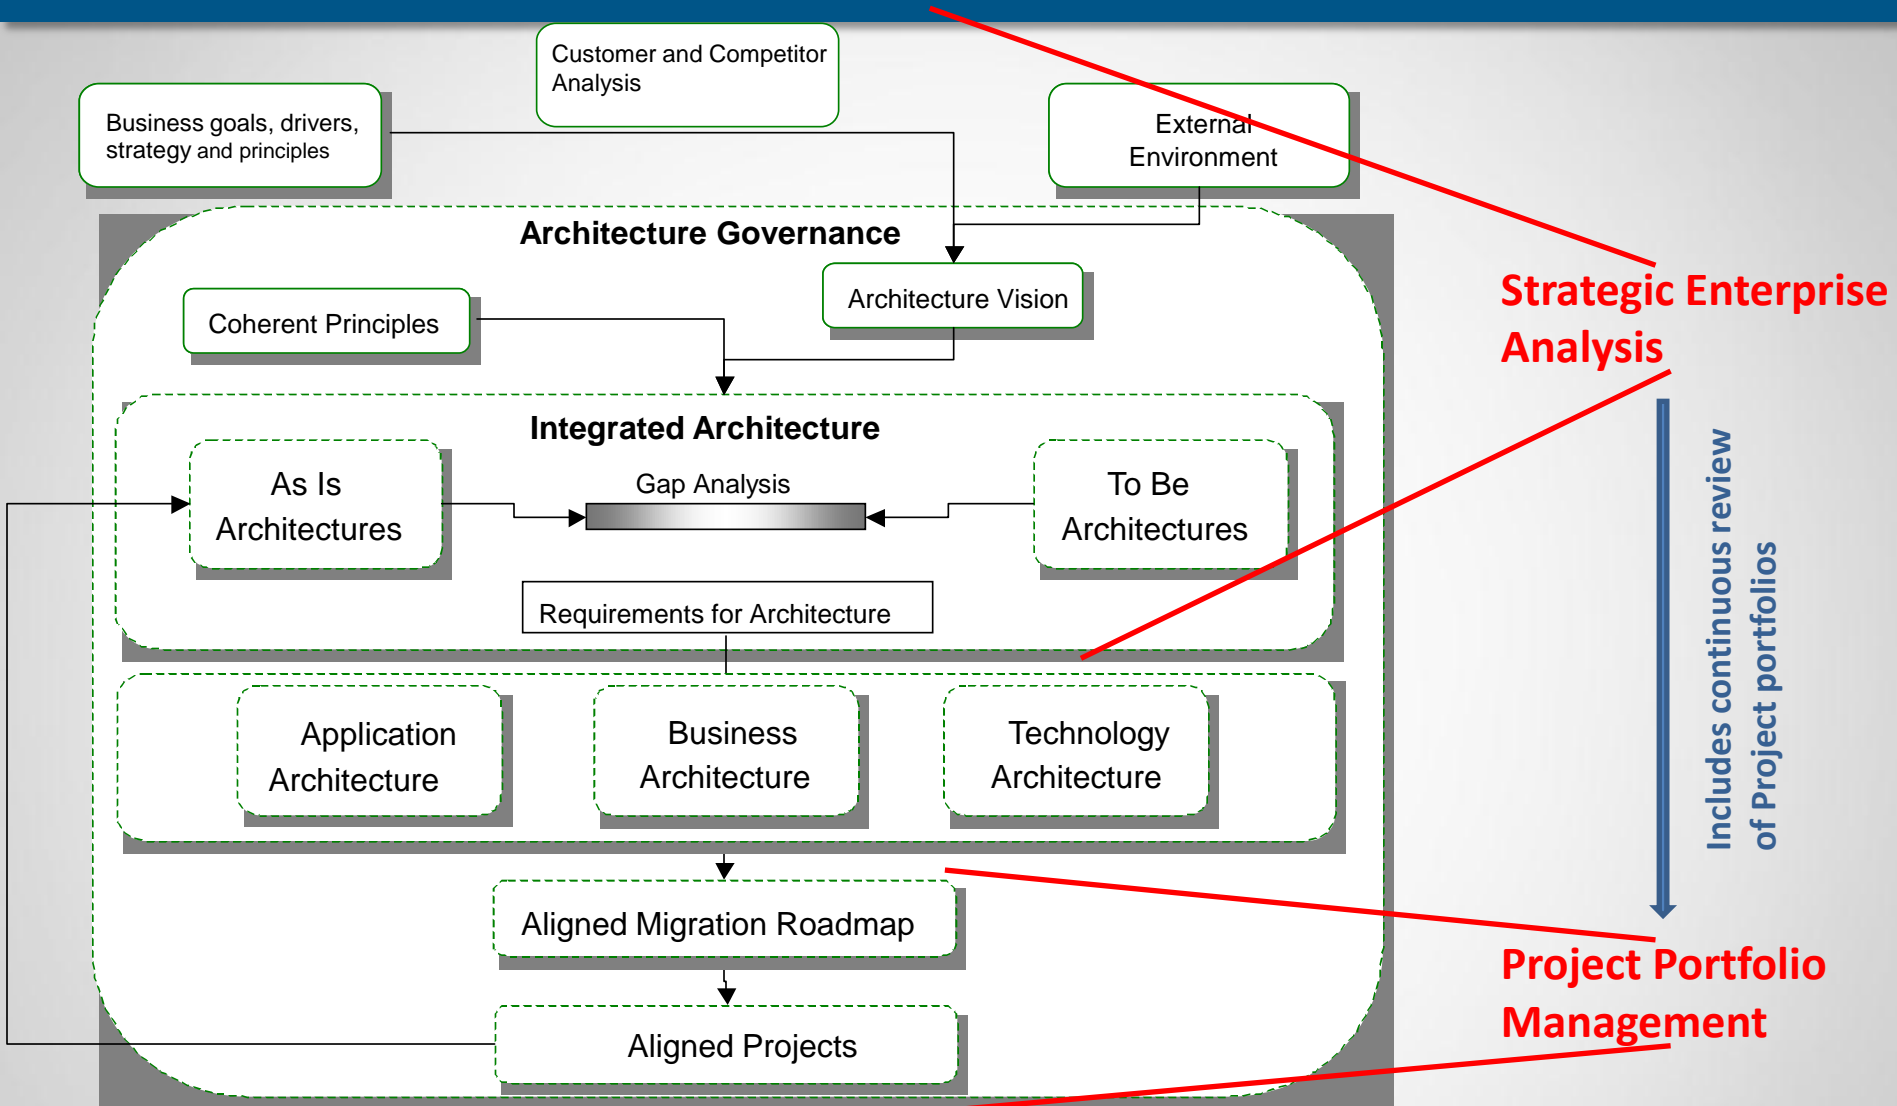 Customer and Competitor
Analysis
Business goals, drivers,
strategy and principles
External
Environment
Architecture Governance
Architecture Vision
Coherent Principles
Strategic Enterprise
Analysis
Integrated Architecture
As Is
Architectures
Gap Analysis
To Be
Architectures
Requirements for Architecture
Includes continuous review
of Project portfolios
Application
Architecture
Business
Architecture
Technology
Architecture
Aligned Migration Roadmap
Project Portfolio
Management
Aligned Projects